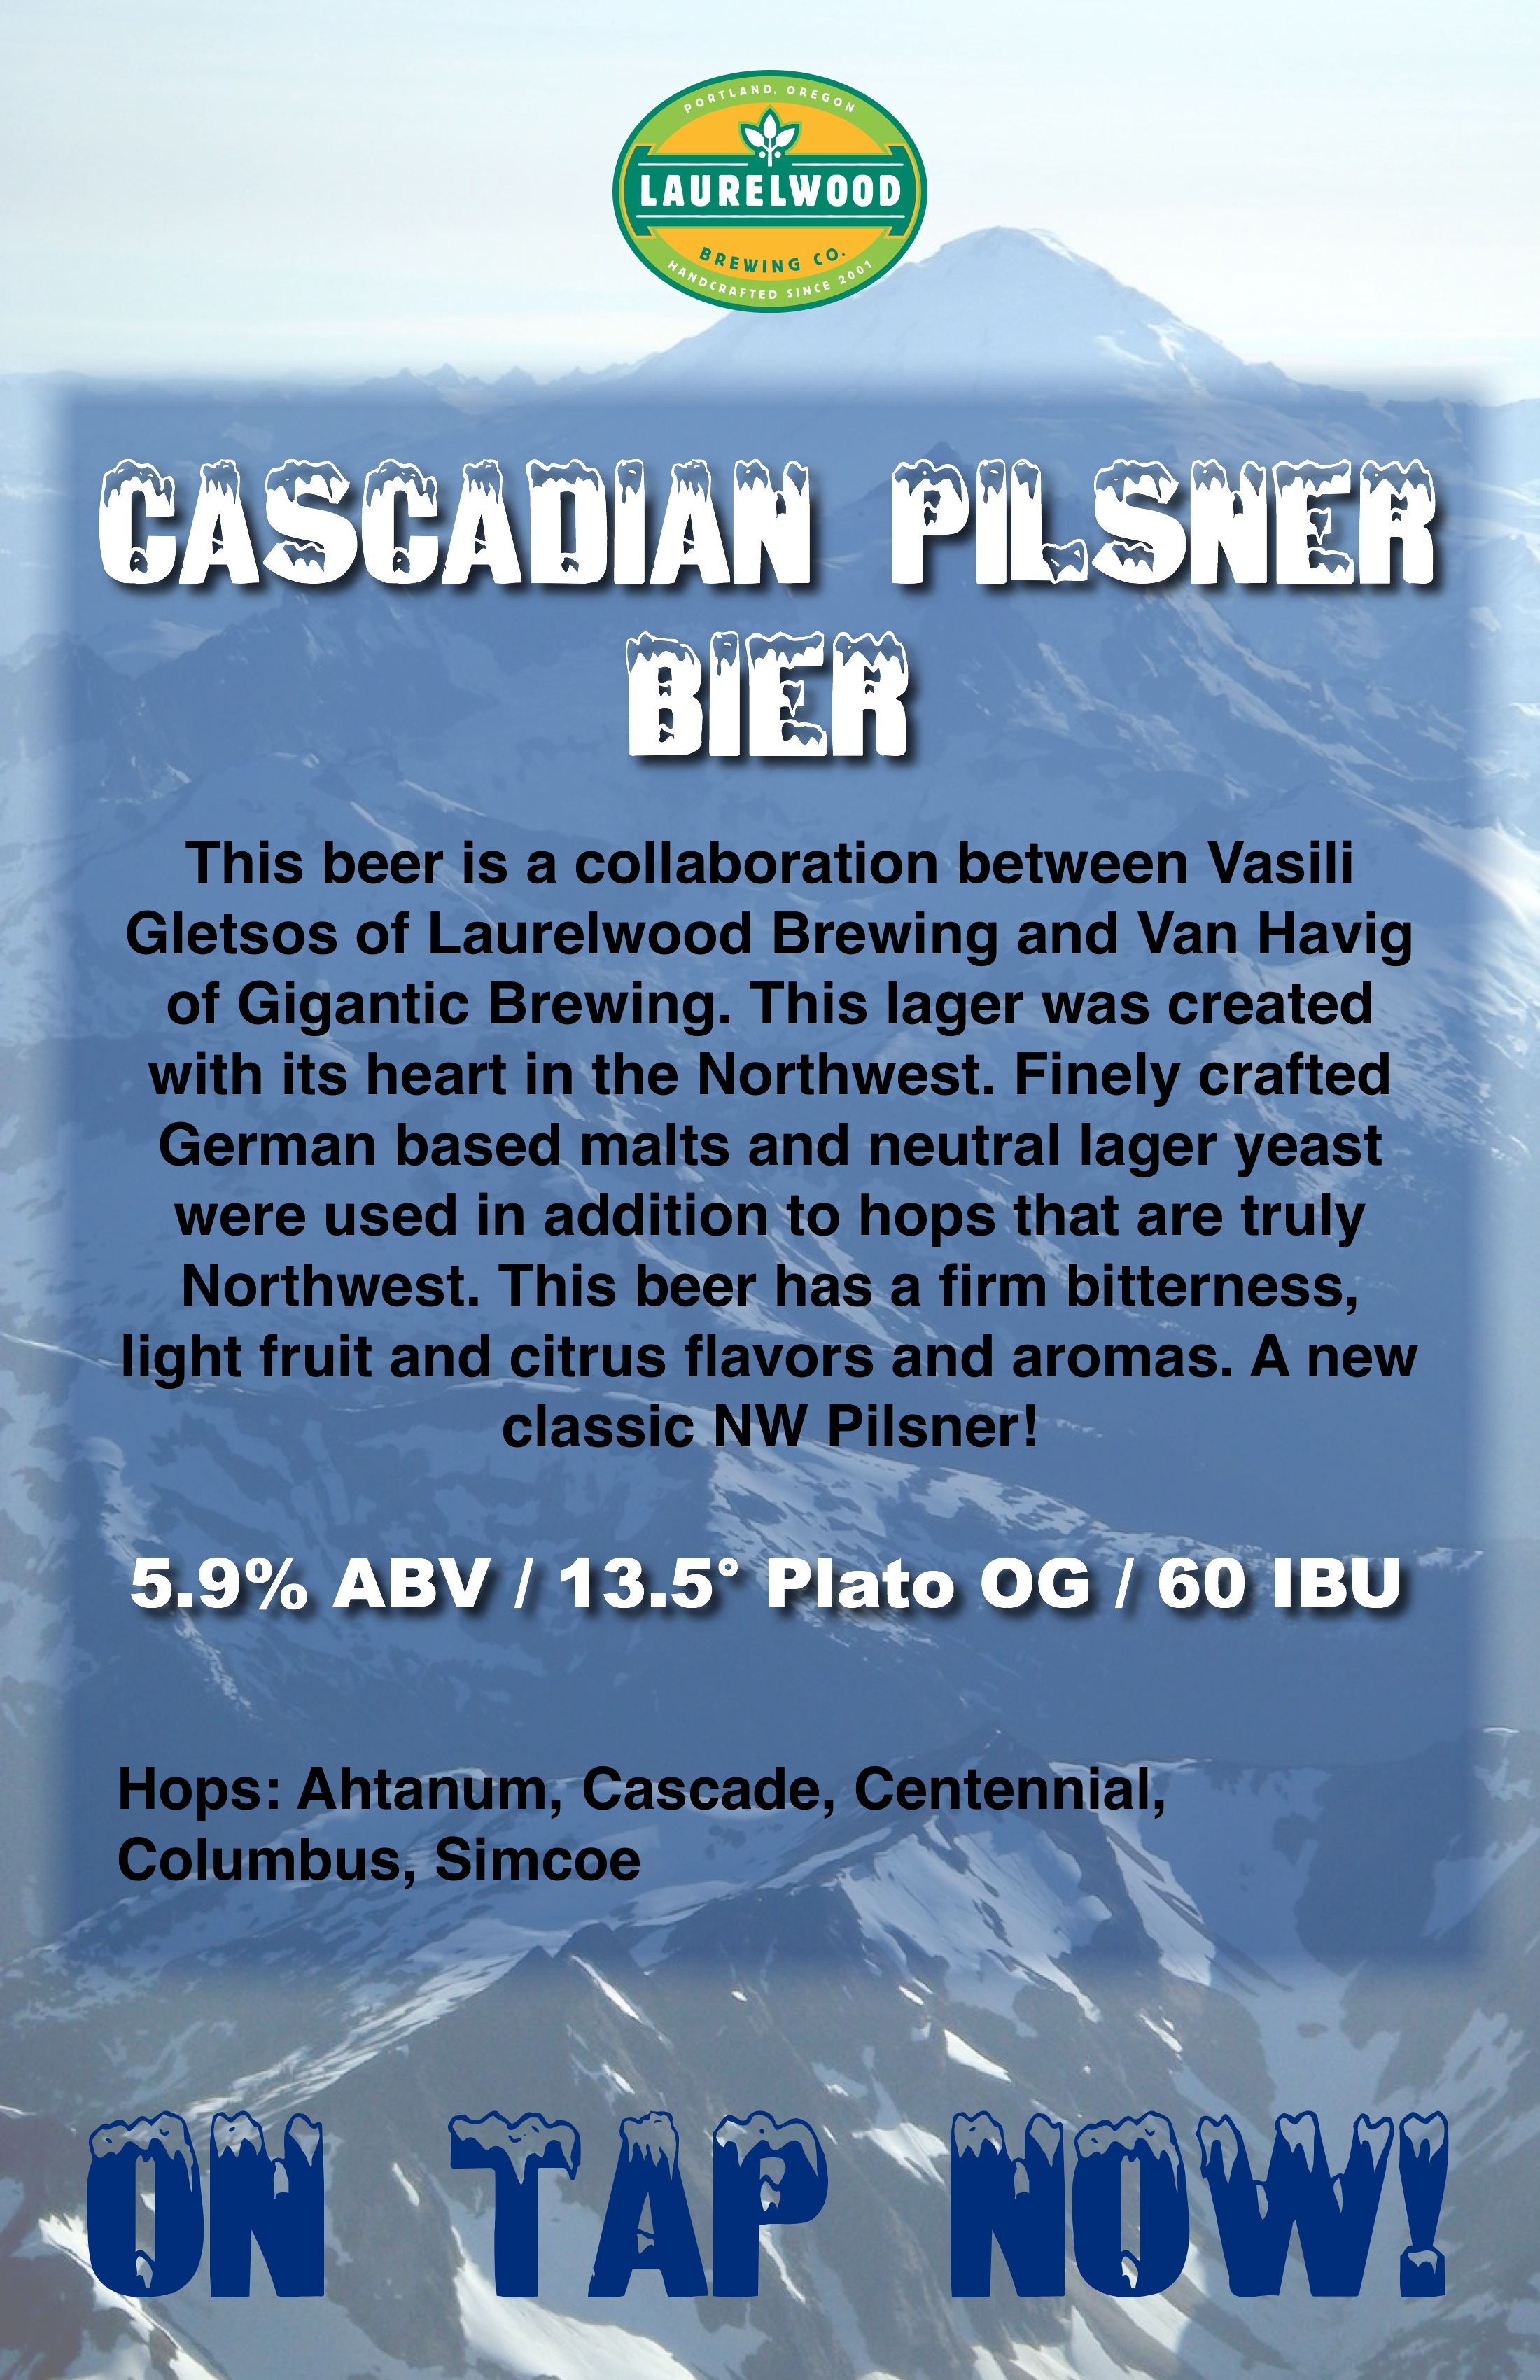 PORTLAND, OREGON
LAURELWOOD
BREWING CO.
HANDCRAFTED SINCE 2001
CASCADIAN PILSNER
BIER
This beer is a collaboration between Vasili
Gletsos of Laurelwood Brewing and Van Havig
of Gigantic Brewing. This lager was created
with its heart in the Northwest. Finely crafted
German based malts and neutral lager yeast
were used in addition to hops that are truly
Northwest. This beer has a firm bitterness,
light fruit and citrus flavors and aromas. A new
classic NW Pilsner!
5.9% ABV / 13.5° Plato OG / 60 IBU
Hops: Ahtanum, Cascade, Centennial,
Columbus, Simcoe
ON TAP NOW!